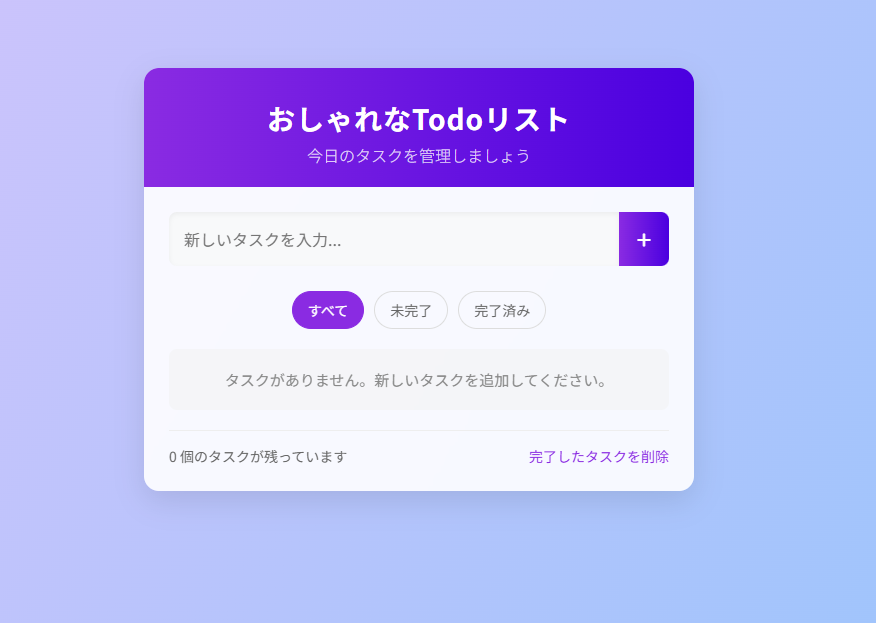 おしゃれなTodoリスト
今日のタスクを管理しましょう
新しいタスクを入力...
+
すべて 未完了 完了済み
タスクがありません。新しいタスクを追加してください。
0 個のタスクが残っています 完了したタスクを削除